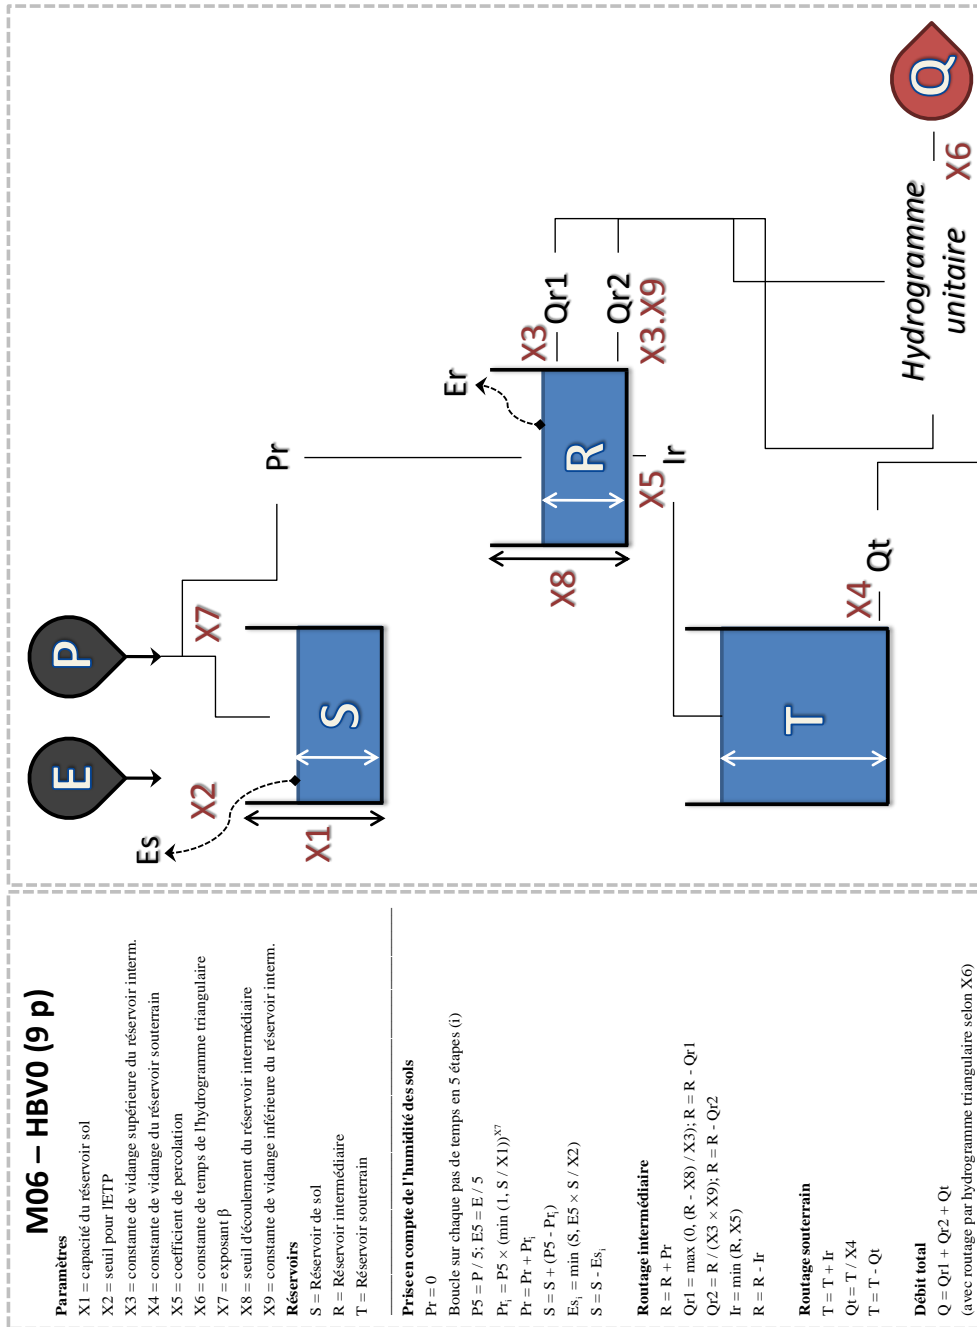 M06 – HBV0 (9 p)
Paramètres
X1 = capacité du réservoir sol
X2 = seuil pour l'ETP
X3 = constante de vidange supérieure du réservoir interm.
X4 = constante de vidange du réservoir souterrain
X5 = coefficient de percolation
X6 = constante de temps de l'hydrogramme triangulaire
X7 = exposant β
X8 = seuil d'écoulement du réservoir intermédiaire
X9 = constante de vidange inférieure du réservoir interm.
Réservoirs
S = Réservoir de sol
R = Réservoir intermédiaire
T = Réservoir souterrain
Prise en compte de l'humidité des sols
Pr = 0
Boucle sur chaque pas de temps en 5 étapes (i)
P5 = P / 5; E5 = E / 5
Pri = P5 × (min (1, S / X1))^X7
Pr = Pr + Pri
S = S + (P5 - Pri)
Esi = min (S, E5 × S / X2)
S = S - Esi
Routage intermédiaire
R = R + Pr
Qr1 = max (0, (R - X8) / X3); R = R - Qr1
Qr2 = R / (X3 × X9); R = R - Qr2
Ir = min (R, X5)
R = R - Ir
Routage souterrain
T = T + Ir
Qt = T / X4
T = T - Qt
Débit total
Q = Qr1 + Qr2 + Qt
(avec routage par hydrogramme triangulaire selon X6)
E
P
Es
X2
X7
X1
S
Pr
Er
X8
R
X3
Qr1
Qr2
X3.X9
X5
Ir
T
X4
Qt
Hydrogramme
unitaire
X6
Q